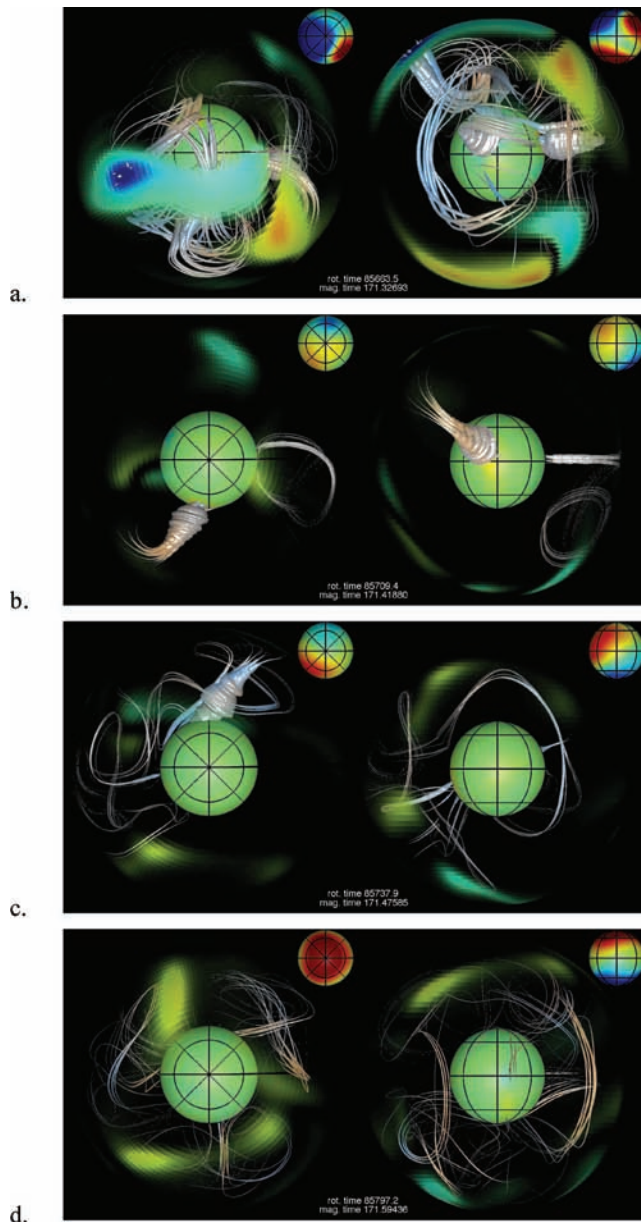 rot. time 85663.5
mag. time 171.32693
a.
rot. time 85709.4
mag. time 171.41880
b.
rot. time 85737.9
mag. time 171.47585
c.
rot. time 85797.2
mag. time 171.59436
d.